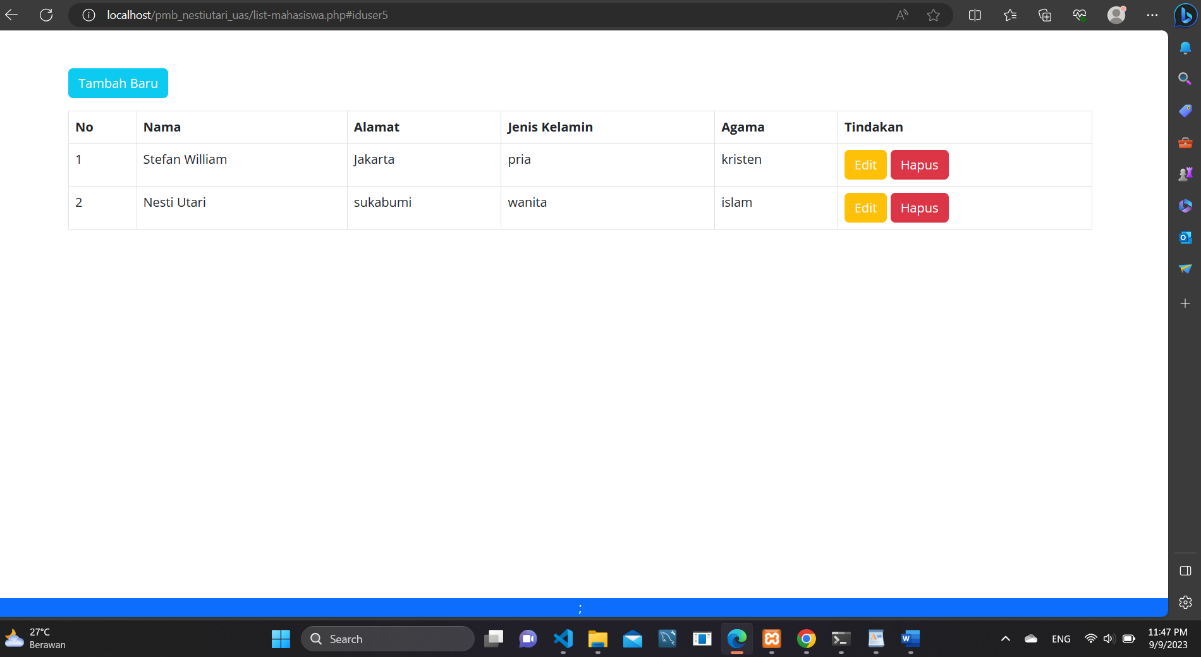 localhost/pmb_nestiutari_uas/list-mahasiswa.php#iduser5
Tambah Baru
No Nama Alamat Jenis Kelamin Agama Tindakan
1 Stefan William Jakarta pria kristen Edit Hapus
2 Nesti Utari sukabumi wanita islam Edit Hapus
;
27°C
Berawan
Search
ENG
11:47 PM
9/9/2023